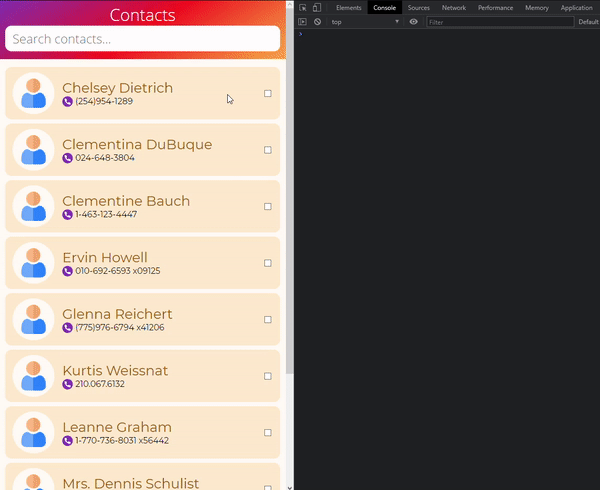 Contacts
Search contacts...
Chelsey Dietrich
(254)954-1289
Clementina DuBuque
024-648-3804
Clementine Bauch
1-463-123-4447
Ervin Howell
010-692-6593 x09125
Glenna Reichert
(775)976-6794 x41206
Kurtis Weissnat
210.067.6132
Leanne Graham
1-770-736-8031 x56442
Mrs. Dennis Schulist
Elements Console Sources Network Performance Memory Application
top Filter Default